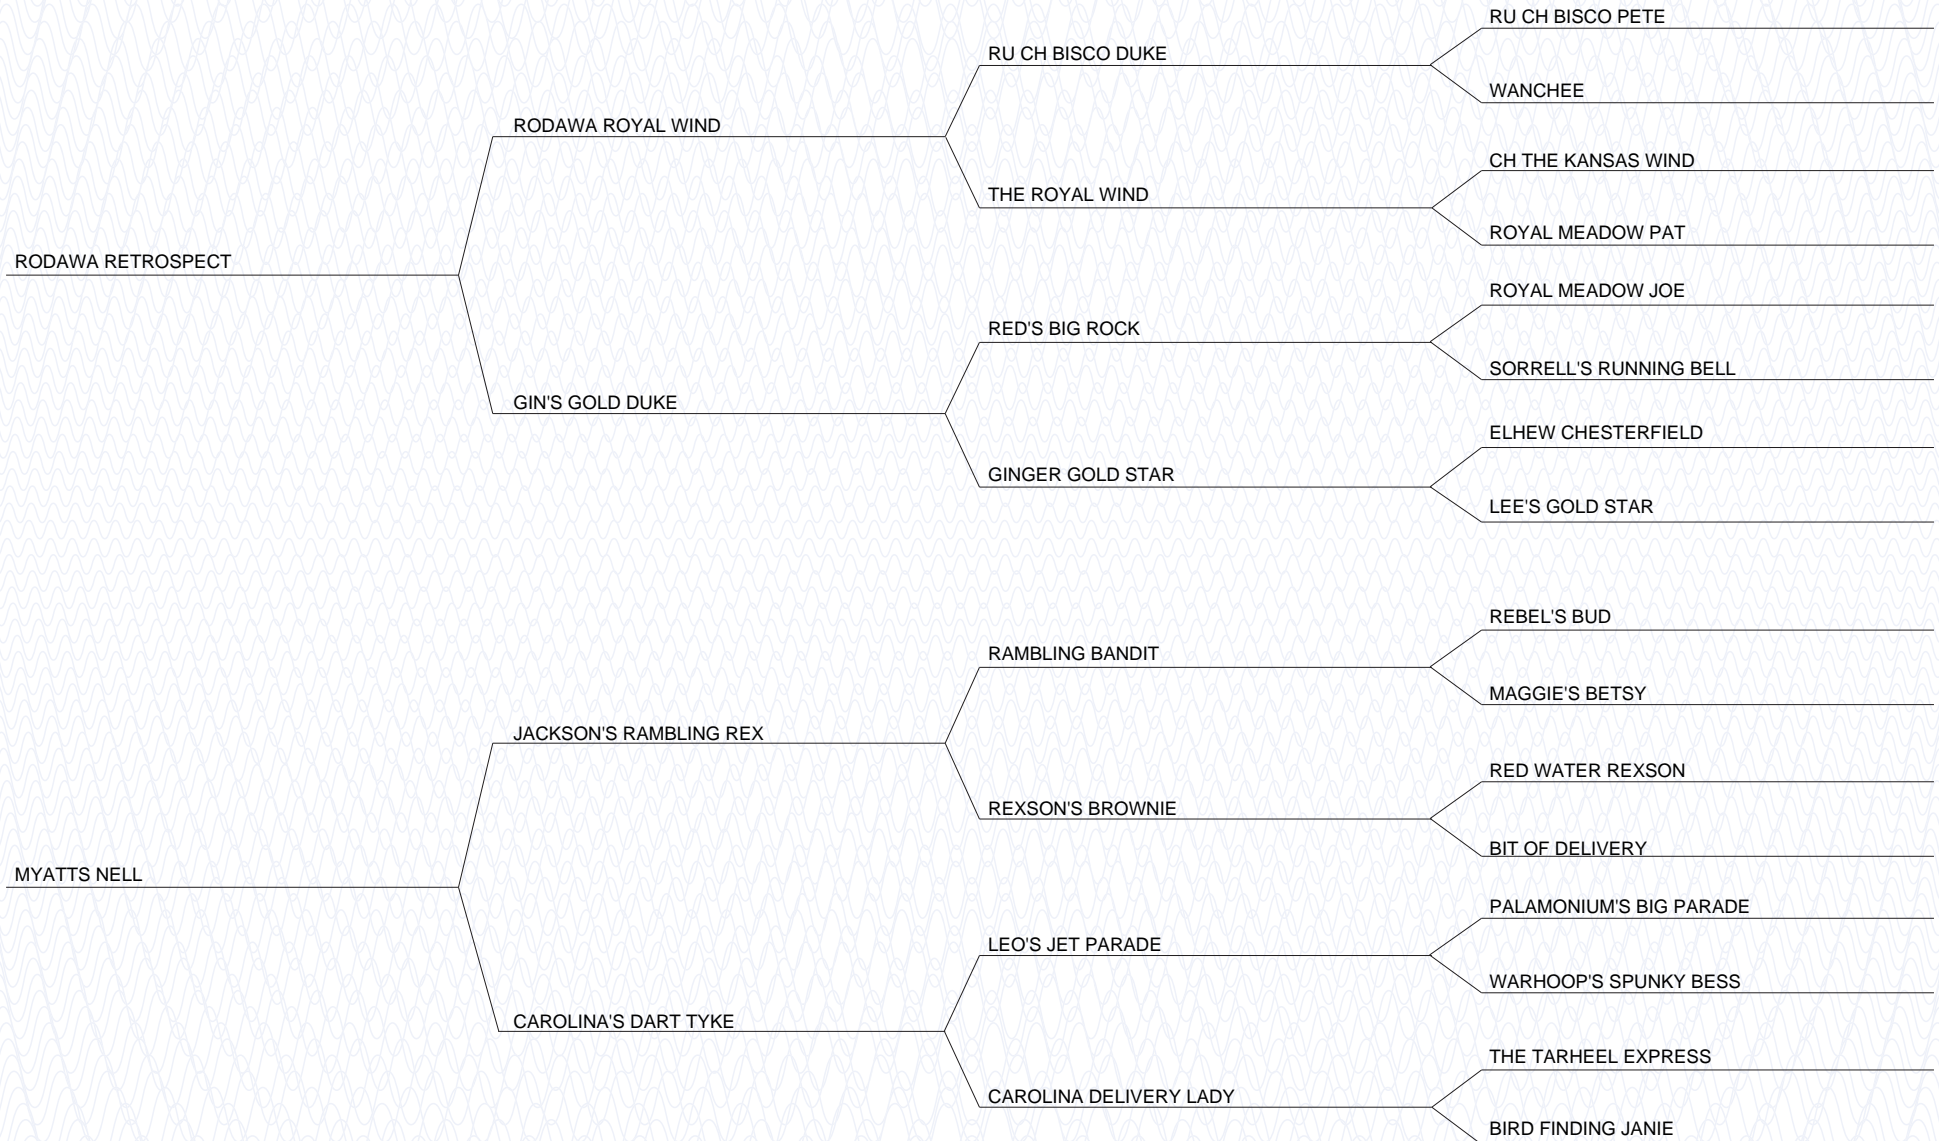 RU CH BISCO PETE
RU CH BISCO DUKE
WANCHEE
RODAWA ROYAL WIND
CH THE KANSAS WIND
THE ROYAL WIND
ROYAL MEADOW PAT
RODAWA RETROSPECT
ROYAL MEADOW JOE
RED'S BIG ROCK
SORRELL'S RUNNING BELL
GIN'S GOLD DUKE
ELHEW CHESTERFIELD
GINGER GOLD STAR
LEE'S GOLD STAR
REBEL'S BUD
RAMBLING BANDIT
MAGGIE'S BETSY
JACKSON'S RAMBLING REX
RED WATER REXSON
REXSON'S BROWNIE
BIT OF DELIVERY
MYATTS NELL
PALAMONIUM'S BIG PARADE
LEO'S JET PARADE
WARHOOP'S SPUNKY BESS
CAROLINA'S DART TYKE
THE TARHEEL EXPRESS
CAROLINA DELIVERY LADY
BIRD FINDING JANIE